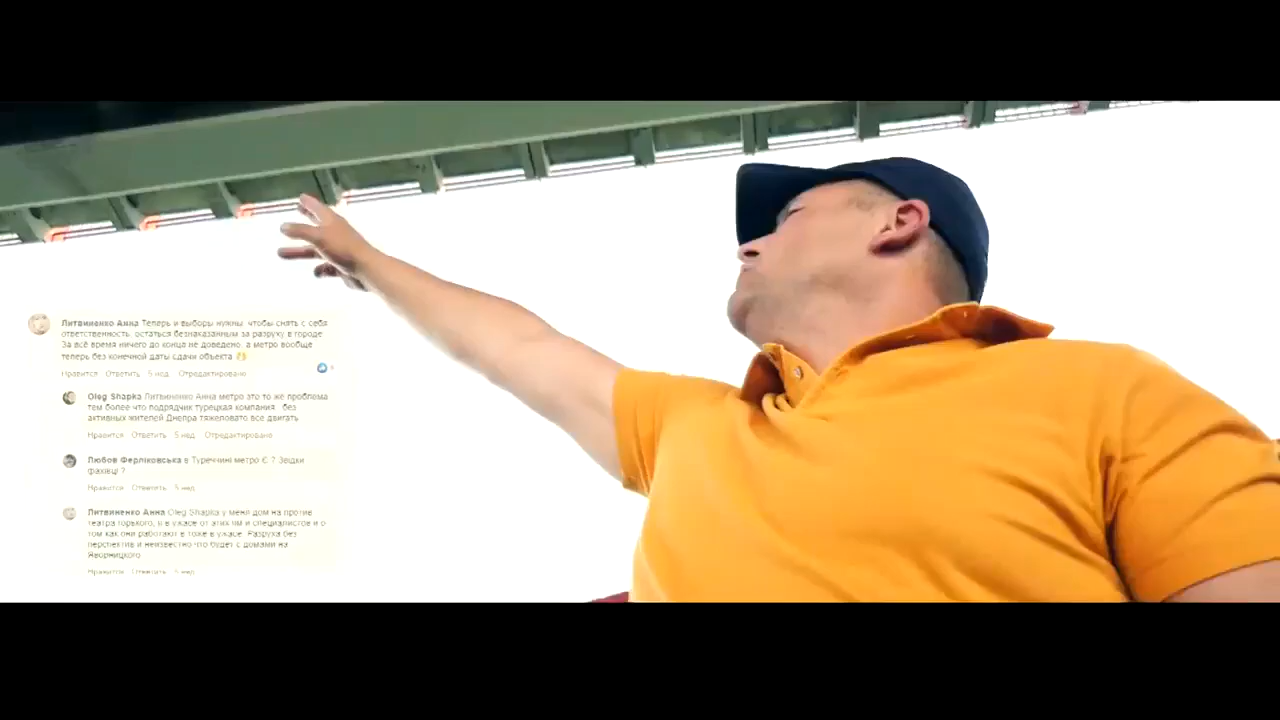 Литвиненко Анна Теперь и выборы нужны, чтобы снять с себя
ответственность, остаться безнаказанным за разруху в городе
За всё время ничего до конца не доведено, а метро вообще
теперь без конечной даты сдачи объекта
Нравится Ответить 5 нед. Отредактировано
Oleg Shapka Литвиненко Анна метро это то же проблема
тем более что подрядчик турецкая компания без
активных жителей Днепра тяжеловато все двигать
Нравится Ответить 5 нед. Отредактировано
Любов Ферліковська в Туреччині метро Є ? Звідки
фахівці ?
Нравится Ответить 5 нед.
Литвиненко Анна Oleg Shapka у меня дом на против
театра горького, я в ужасе от этих ям и специалистов и о
том как они работают в тоже в ужасе. Разруха без
перспектив и неизвестно что будет с домами на
Яворницкого
Нравится Ответить 5 нед.